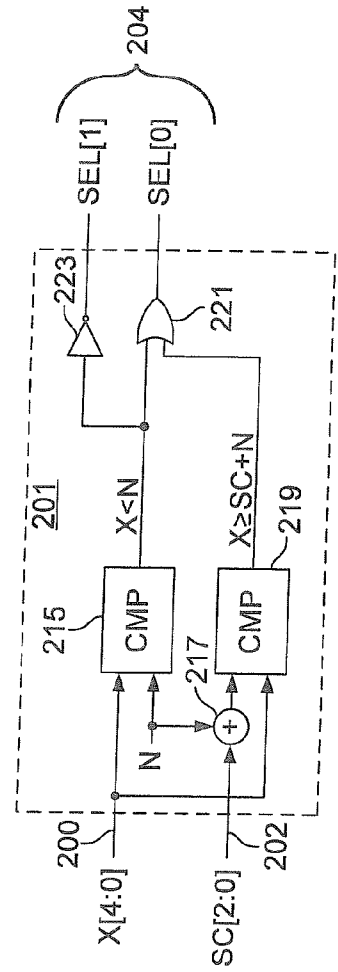 201
X[4:0]
200
215
CMP
X<N
223
SEL[1]
204
N
217
+
221
SEL[0]
SC[2:0]
202
CMP
219
X≥SC+N